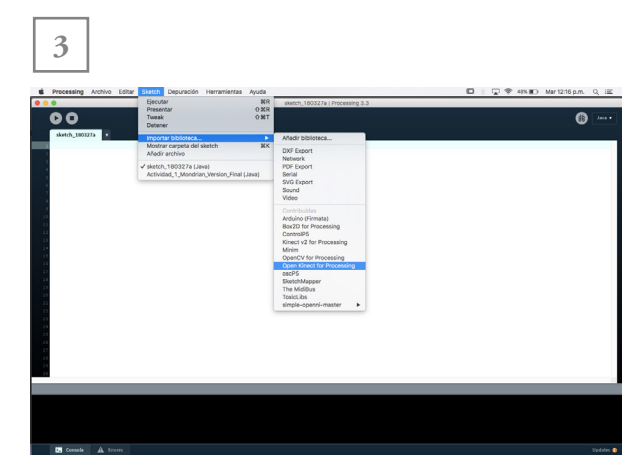 3
Processing Archivo Editar Sketch Depuración Herramientas Ayuda 48% Mar 12:16 p.m.
sketch_180327a | Processing 3.3
Java
sketch_180327a
Ejecutar ⌘R
Presentar ⇧⌘R
Tweak ⇧⌘T
Detener
Importar biblioteca...
Mostrar carpeta del sketch ⌘K
Añadir archivo
✓ sketch_180327a (Java)
Actividad_1_Mondrian_Version_Final (Java)
Añadir biblioteca...
DXF Export
Network
PDF Export
Serial
SVG Export
Sound
Video
Contribuidas
Arduino (Firmata)
Box2D for Processing
ControlP5
Kinect v2 for Processing
Minim
OpenCV for Processing
Open Kinect for Processing
oscP5
SketchMapper
The MidiBus
ToxicLibs
simple-openni-master
Consola Errores Updates